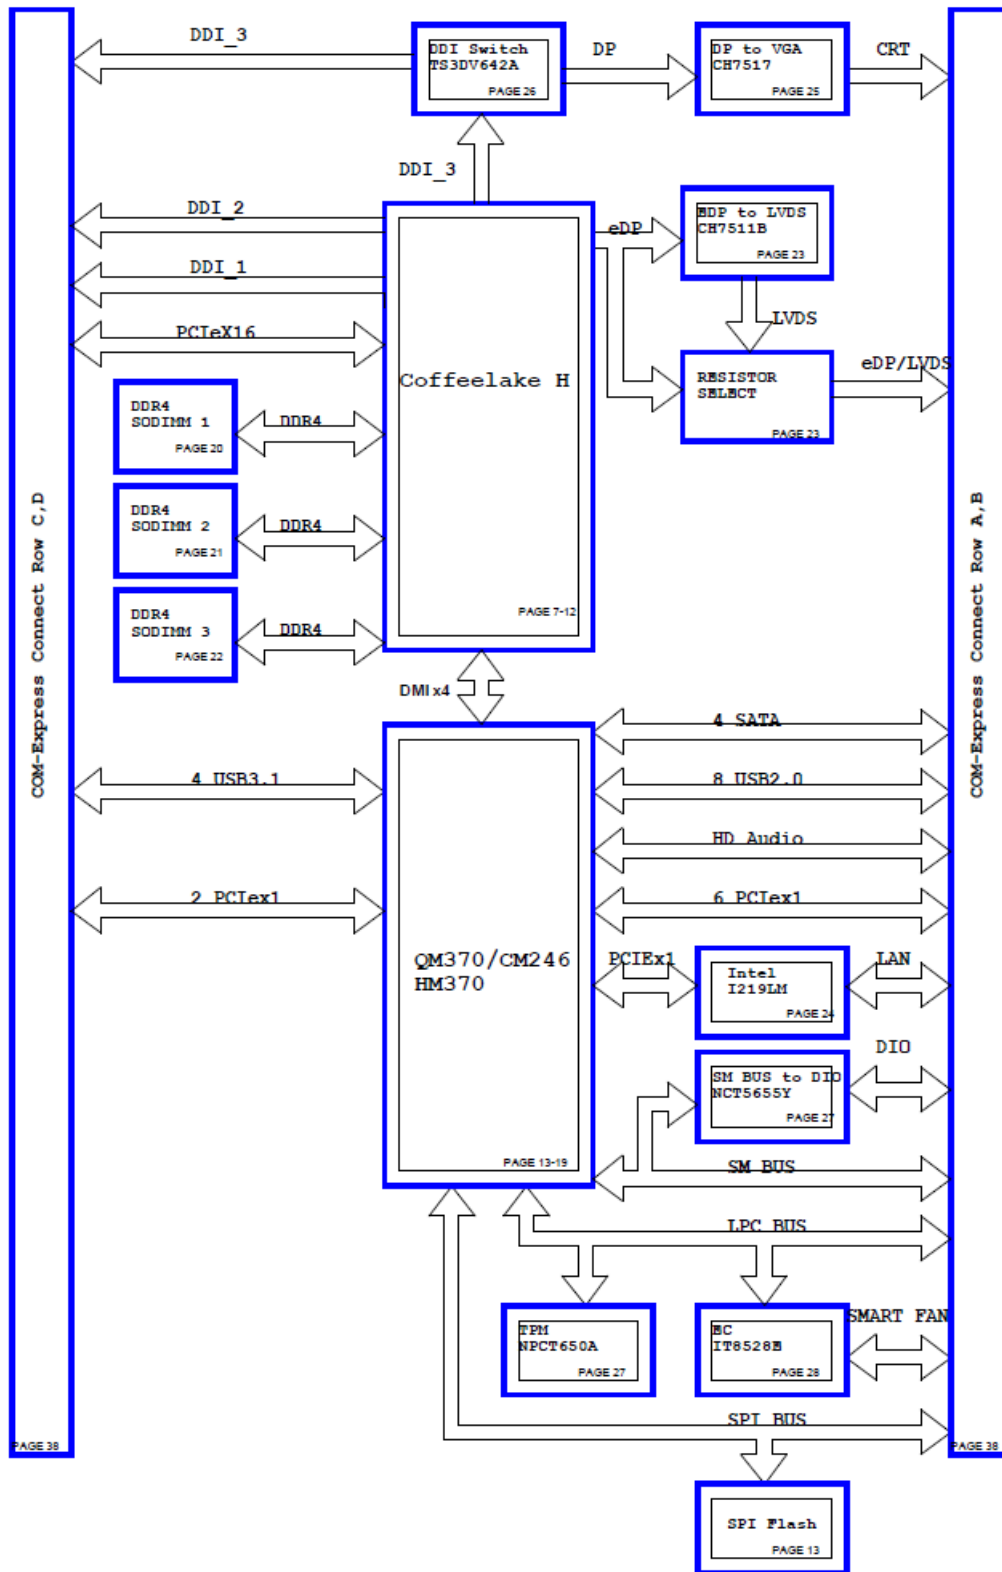 DDI_3
DDI Switch
TS3DV642A
PAGE 26
DP
DP to VGA
CH7517
PAGE 25
CRT
DDI_3
DDI_2
eDP
EDP to LVDS
CH7511B
PAGE 23
DDI_1
LVDS
PCIeX16
Coffeelake H
RESISTOR
SELECT
PAGE 23
eDP/LVDS
DDR4
SODIMM 1
PAGE 20
DDR4
DDR4
SODIMM 2
PAGE 21
DDR4
DDR4
SODIMM 3
PAGE 22
DDR4
PAGE 7-12
COM-Express Connect Row C,D
COM-Express Connect Row A,B
DMIx4
4 SATA
4 USB3.1
8 USB2.0
HD Audio
2 PCIex1
6 PCIex1
QM370/CM246
HM370
PCIEx1
Intel
I219LM
PAGE 24
LAN
DIO
SM BUS to DIO
NCT5655Y
PAGE 27
PAGE 13-19
SM BUS
LPC BUS
TPM
NPCT650A
PAGE 27
EC
IT8528E
PAGE 28
SMART FAN
SPI BUS
PAGE 38
PAGE 38
SPI Flash
PAGE 13